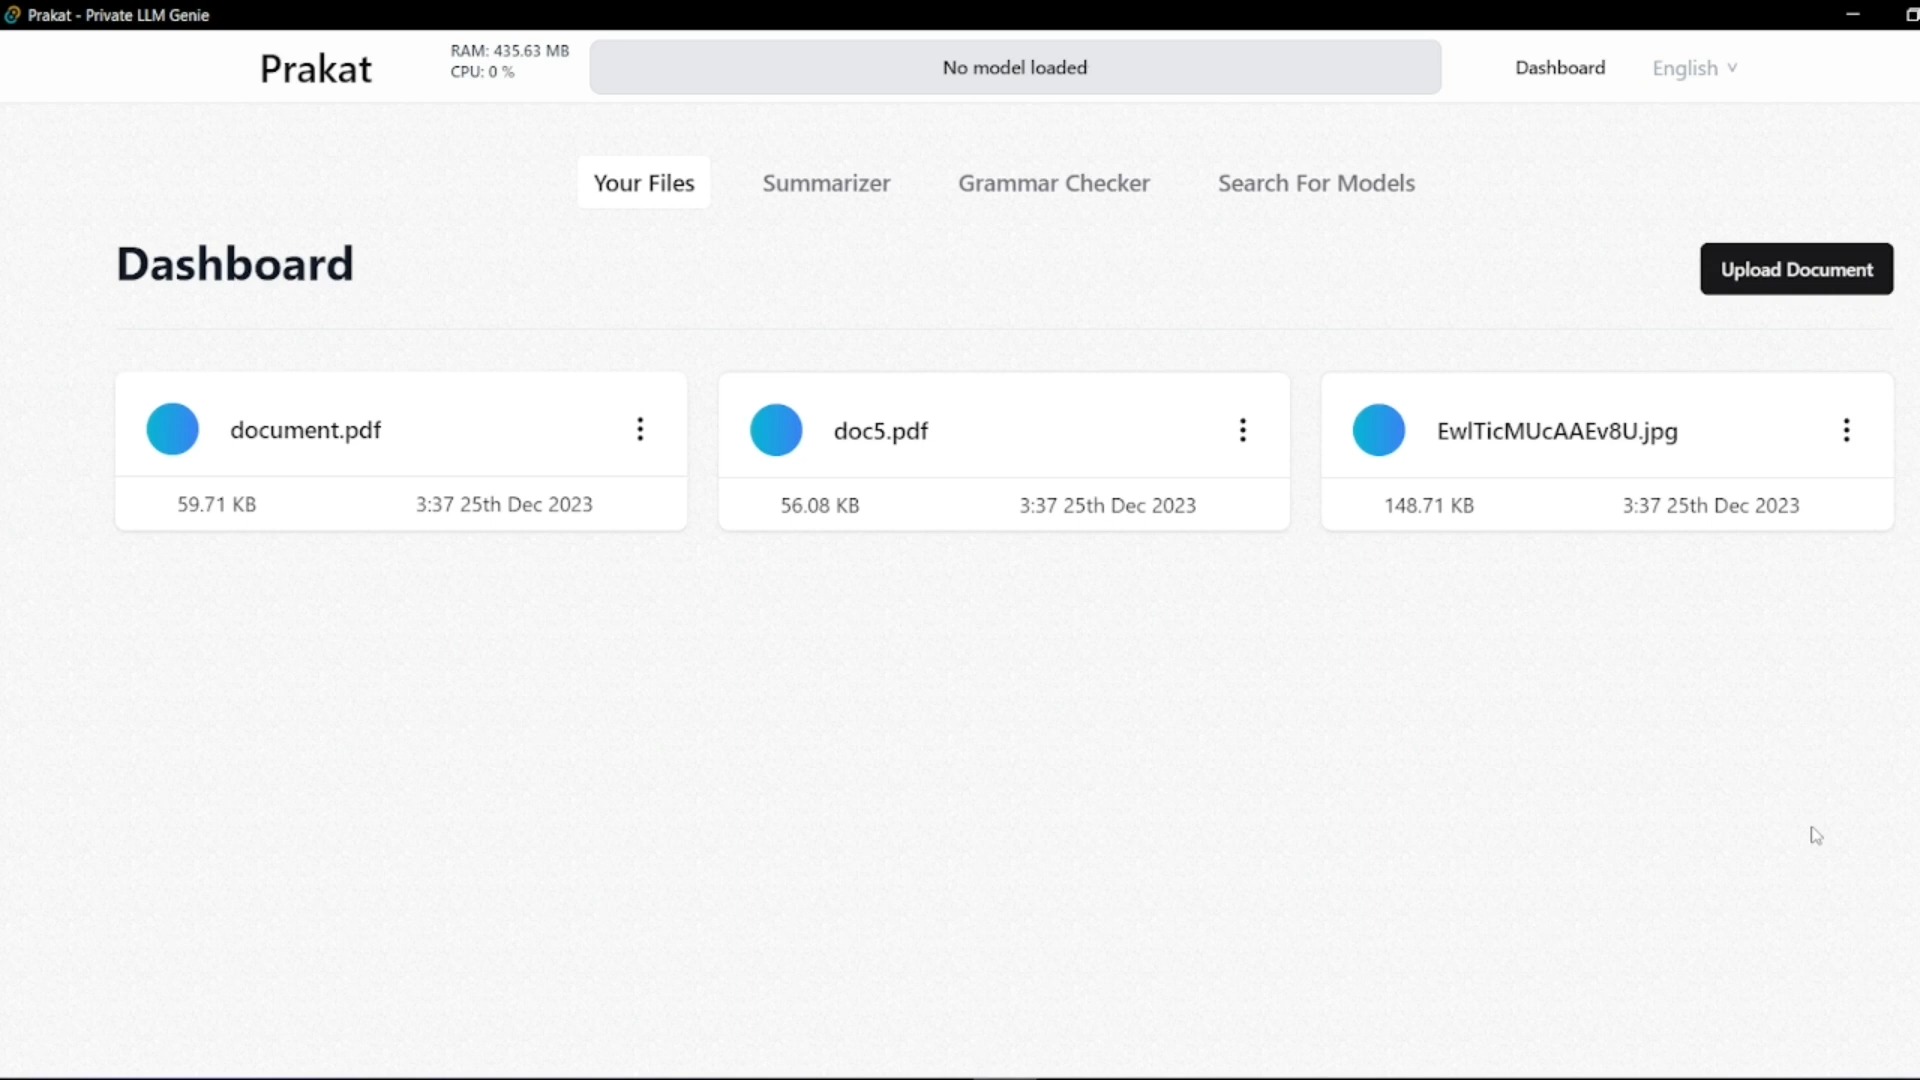 Prakat - Private LLM Genie
Prakat
RAM: 435.63 MB
CPU: 0 %
No model loaded
Dashboard
English
Your Files
Summarizer
Grammar Checker
Search For Models
Dashboard
Upload Document
document.pdf
59.71 KB
3:37 25th Dec 2023
doc5.pdf
56.08 KB
3:37 25th Dec 2023
EwlTicMUcAAEv8U.jpg
148.71 KB
3:37 25th Dec 2023